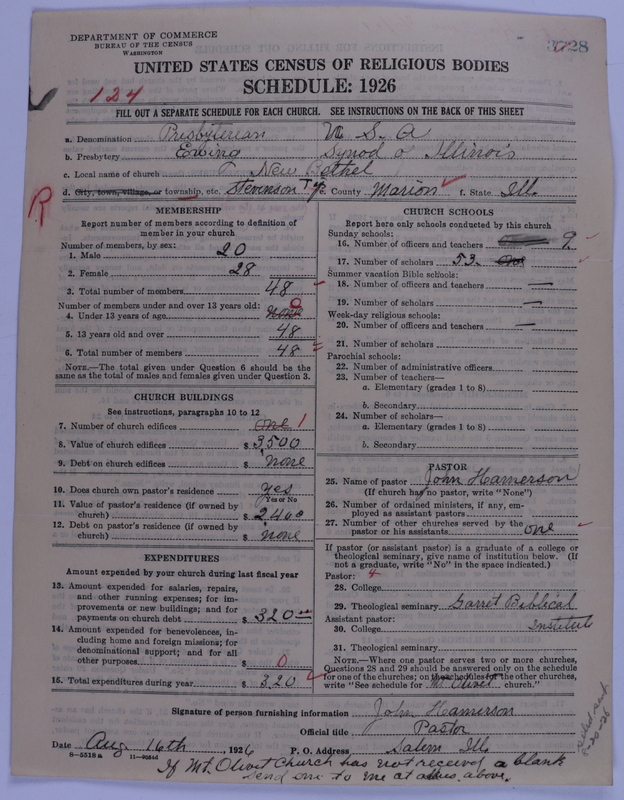 DEPARTMENT OF COMMERCE
BUREAU OF THE CENSUS
WASHINGTON
3728
UNITED STATES CENSUS OF RELIGIOUS BODIES
SCHEDULE: 1926
124
FILL OUT A SEPARATE SCHEDULE FOR EACH CHURCH. SEE INSTRUCTIONS ON THE BACK OF THIS SHEET
a. Denomination Presbyterian U S A
b. Presbytery Ewing Synod o Illinois
c. Local name of church New Bethel
d. City, town, village, or township, etc. Stevenson Tp e. County Marion f. State Ill.
R
MEMBERSHIP
Report number of members according to definition of
member in your church
Number of members, by sex:
1. Male 20
2. Female 28
3. Total number of members 48
Number of members under and over 13 years old: 0
4. Under 13 years of age none
5. 13 years old and over 48
6. Total number of members 48
NOTE.—The total given under Question 6 should be
same as the total of males and females given under Question 3.
CHURCH BUILDINGS
See instructions, paragraphs 10 to 12
7. Number of church edifices One 1
8. Value of church edifices $ 3,500
9. Debt on church edifices $ none
10. Does church own pastor's residence yes
Yes or No
11. Value of pastor's residence (if owned by
church) $ 2400
12. Debt on pastor's residence (if owned by
church) $ none
EXPENDITURES
Amount expended by your church during last fiscal year
13. Amount expended for salaries, repairs,
and other running expenses; for im-
provements or new buildings; and for
payments on church debt $ 320
14. Amount expended for benevolences, in-
cluding home and foreign missions; for
denominational support; and for all
other purposes $ 0
15. Total expenditures during year $ 320
CHURCH SCHOOLS
Report here only schools conducted by this church
Sunday schools:
16. Number of officers and teachers 9
17. Number of scholars 53
Summer vacation Bible schools:
18. Number of officers and teachers —
19. Number of scholars —
Week-day religious schools:
20. Number of officers and teachers —
21. Number of scholars
Parochial schools:
22. Number of administrative officers
23. Number of teachers—
a. Elementary (grades 1 to 8)
b. Secondary
24. Number of scholars—
a. Elementary (grades 1 to 8)
b. Secondary
PASTOR
25. Name of pastor John Hamerson
(If church has no pastor, write "None")
26. Number of ordained ministers, if any, em-
ployed as assistant pastors
27. Number of other churches served by the
pastor or his assistants one
If pastor (or assistant pastor) is a graduate of a college or
theological seminary, give name of institution below. (If
not a graduate, write "No" in the space indicated.)
Pastor:
28. College
29. Theological seminary Garret Biblical
Assistant pastor: Institute
30. College
31. Theological seminary
NOTE.—Where one pastor serves two or more churches,
Questions 28 and 29 should be answered only on the schedule
for one of the churches; on the schedules for the other churches,
write "See schedule for Mt Olivet church."
Signature of person furnishing information John Hamerson
Official title Pastor
Date Aug 16th, 1926 P. O. Address Salem Ills
8—5518a
If Mt. Olivet Church has not received a blank
send one to me at above.